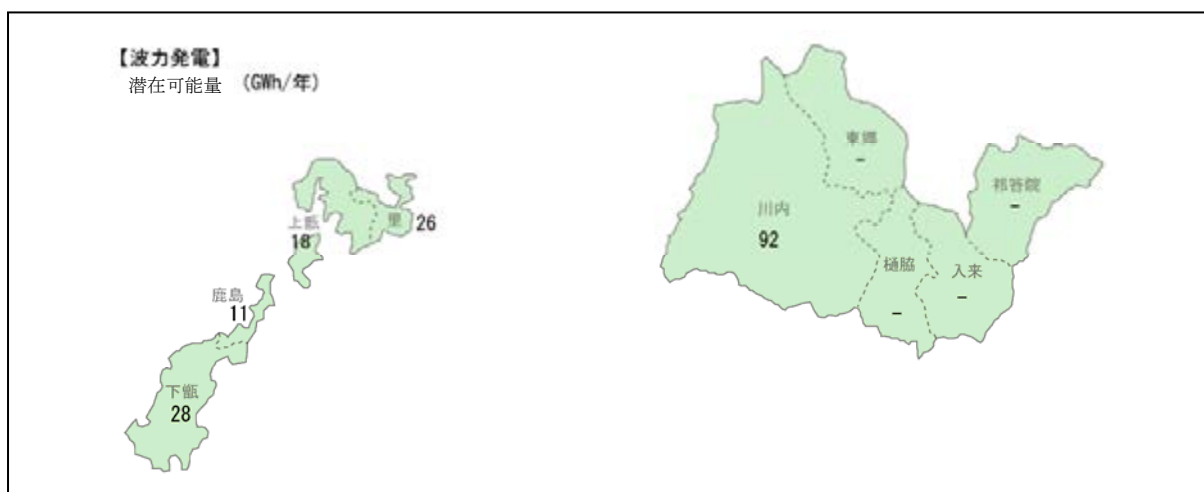 【波力発電】
潜在可能量 (GWh/年)
上甑
18
里
26
鹿島
11
下甑
28
東郷
-
祁答院
-
川内
92
樋脇
-
入来
-